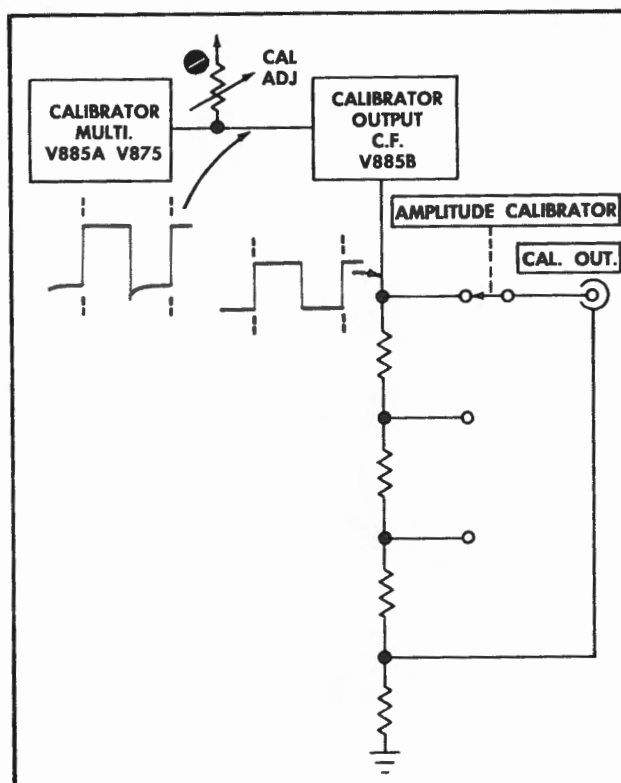 CAL
ADJ
CALIBRATOR
MULTI.
V885A V875
CALIBRATOR
OUTPUT
C.F.
V885B
AMPLITUDE CALIBRATOR
CAL. OUT.